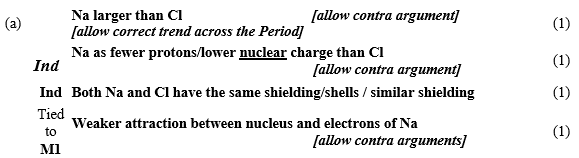 (a) Na larger than Cl [allow contra argument] (1)
[allow correct trend across the Period]
Ind Na as fewer protons/lower nuclear charge than Cl (1)
[allow contra argument]
Ind Both Na and Cl have the same shielding/shells / similar shielding (1)
Tied to M1 Weaker attraction between nucleus and electrons of Na (1)
[allow contra arguments]